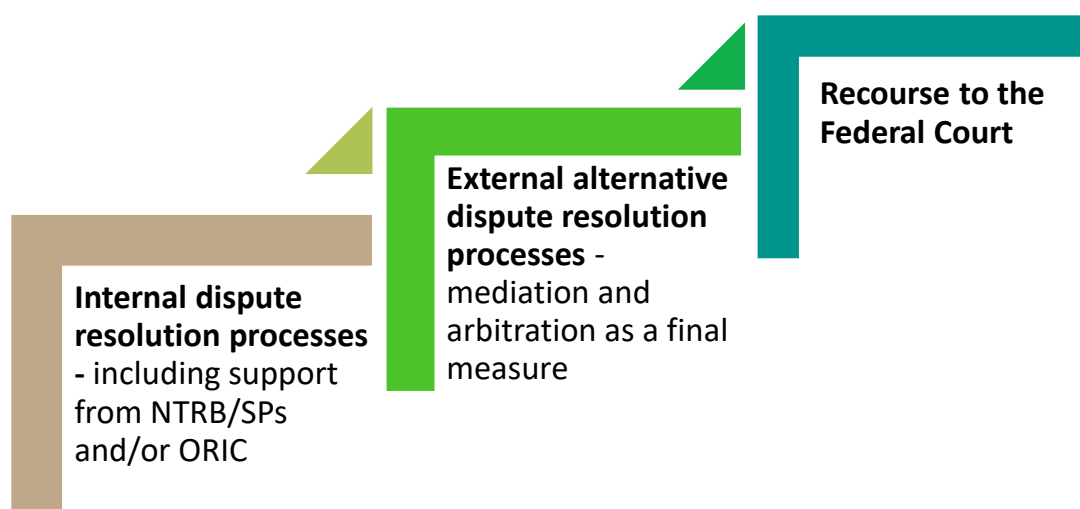 Internal dispute
resolution processes
- including support
from NTRB/SPs
and/or ORIC
External alternative
dispute resolution
processes -
mediation and
arbitration as a final
measure
Recourse to the
Federal Court